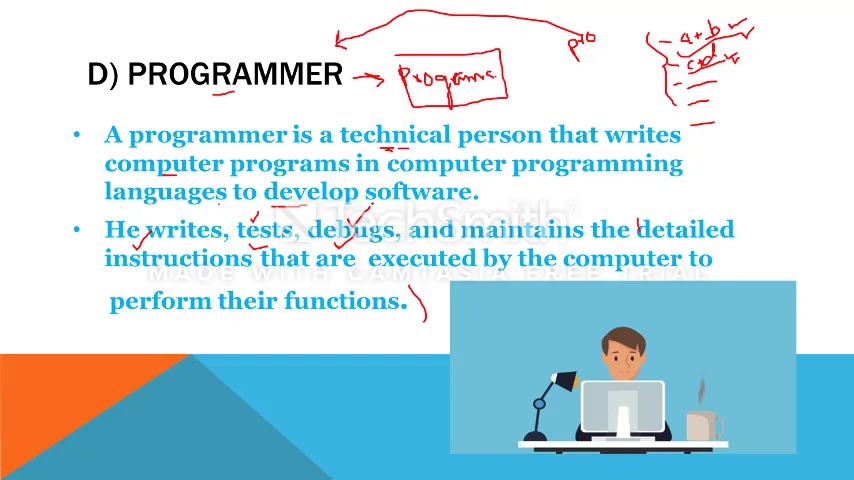 D) PROGRAMMER
Programs.
pro
- a+b
- c+d
• A programmer is a technical person that writes
computer programs in computer programming
languages to develop software.
• He writes, tests, debugs, and maintains the detailed
instructions that are executed by the computer to
perform their functions.
TechSmith
MADE WITH CAMTASIA FREE TRIAL